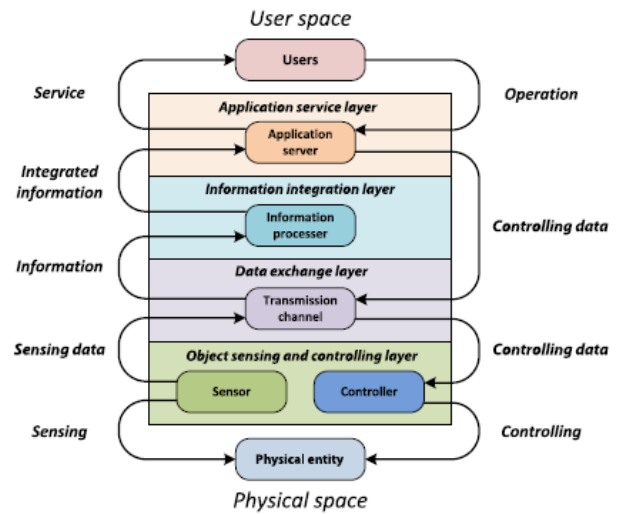 User space
Users
Service
Operation
Application service layer
Application
server
Integrated
information
Information integration layer
Information
processer
Controlling data
Information
Data exchange layer
Transmission
channel
Sensing data
Controlling data
Object sensing and controlling layer
Sensor
Controller
Sensing
Controlling
Physical entity
Physical space